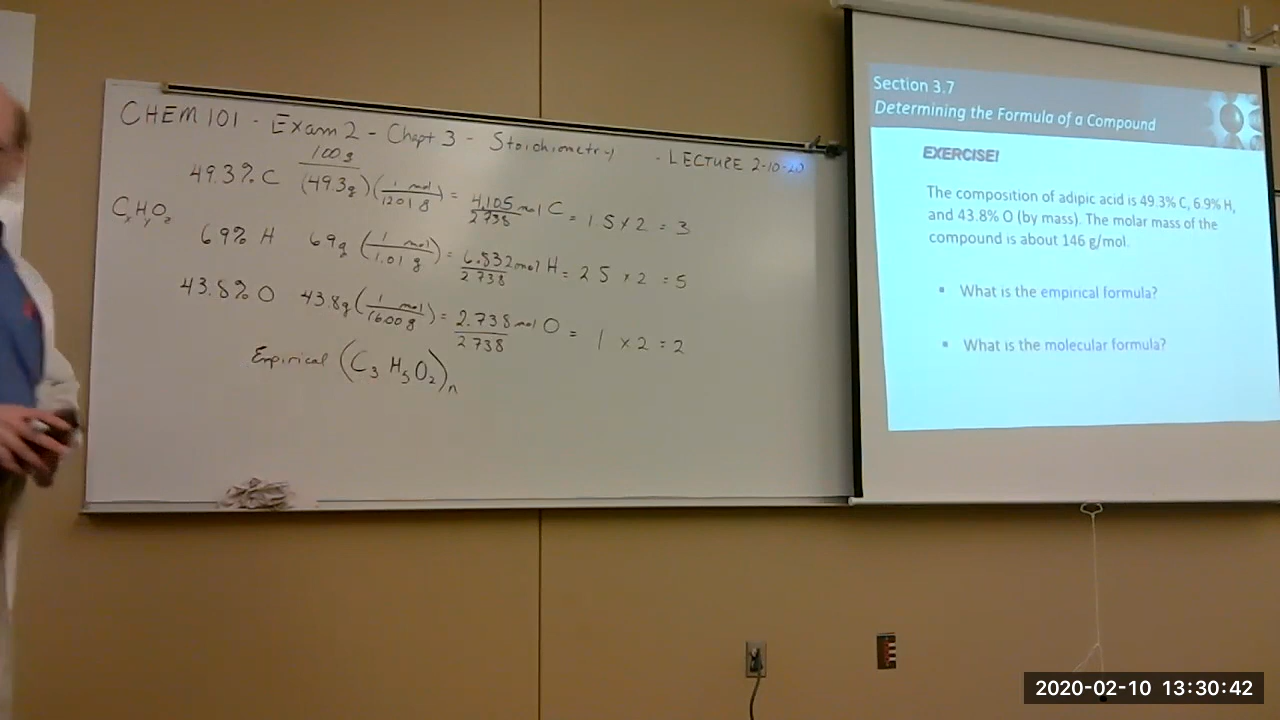 CHEM 101 - Exam 2 - Chapt 3 - Stoichiometry - LECTURE 2-10-20
100g
49.3% C (49.3g)(1 mol/12.01 g) = 4.105 mol C/2.738 = 1.5 x 2 = 3
CxHyOz
6.9% H 6.9g (1 mol/1.01 g) = 6.832 mol H/2.738 = 2.5 x 2 = 5
43.8% O 43.8g (1 mol/16.00 g) = 2.738 mol O/2.738 = 1 x 2 = 2
Empirical (C3 H5 O2)n
Section 3.7
Determining the Formula of a Compound
EXERCISE!
The composition of adipic acid is 49.3% C, 6.9% H,
and 43.8% O (by mass). The molar mass of the
compound is about 146 g/mol.
▪ What is the empirical formula?
▪ What is the molecular formula?
2020-02-10 13:30:42